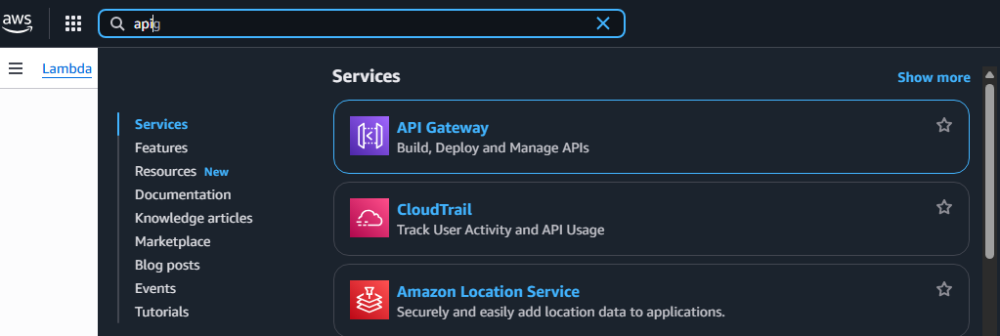 aws
apig
Lambda
Services
Show more
Services
Features
Resources New
Documentation
Knowledge articles
Marketplace
Blog posts
Events
Tutorials
API Gateway
Build, Deploy and Manage APIs
CloudTrail
Track User Activity and API Usage
Amazon Location Service
Securely and easily add location data to applications.